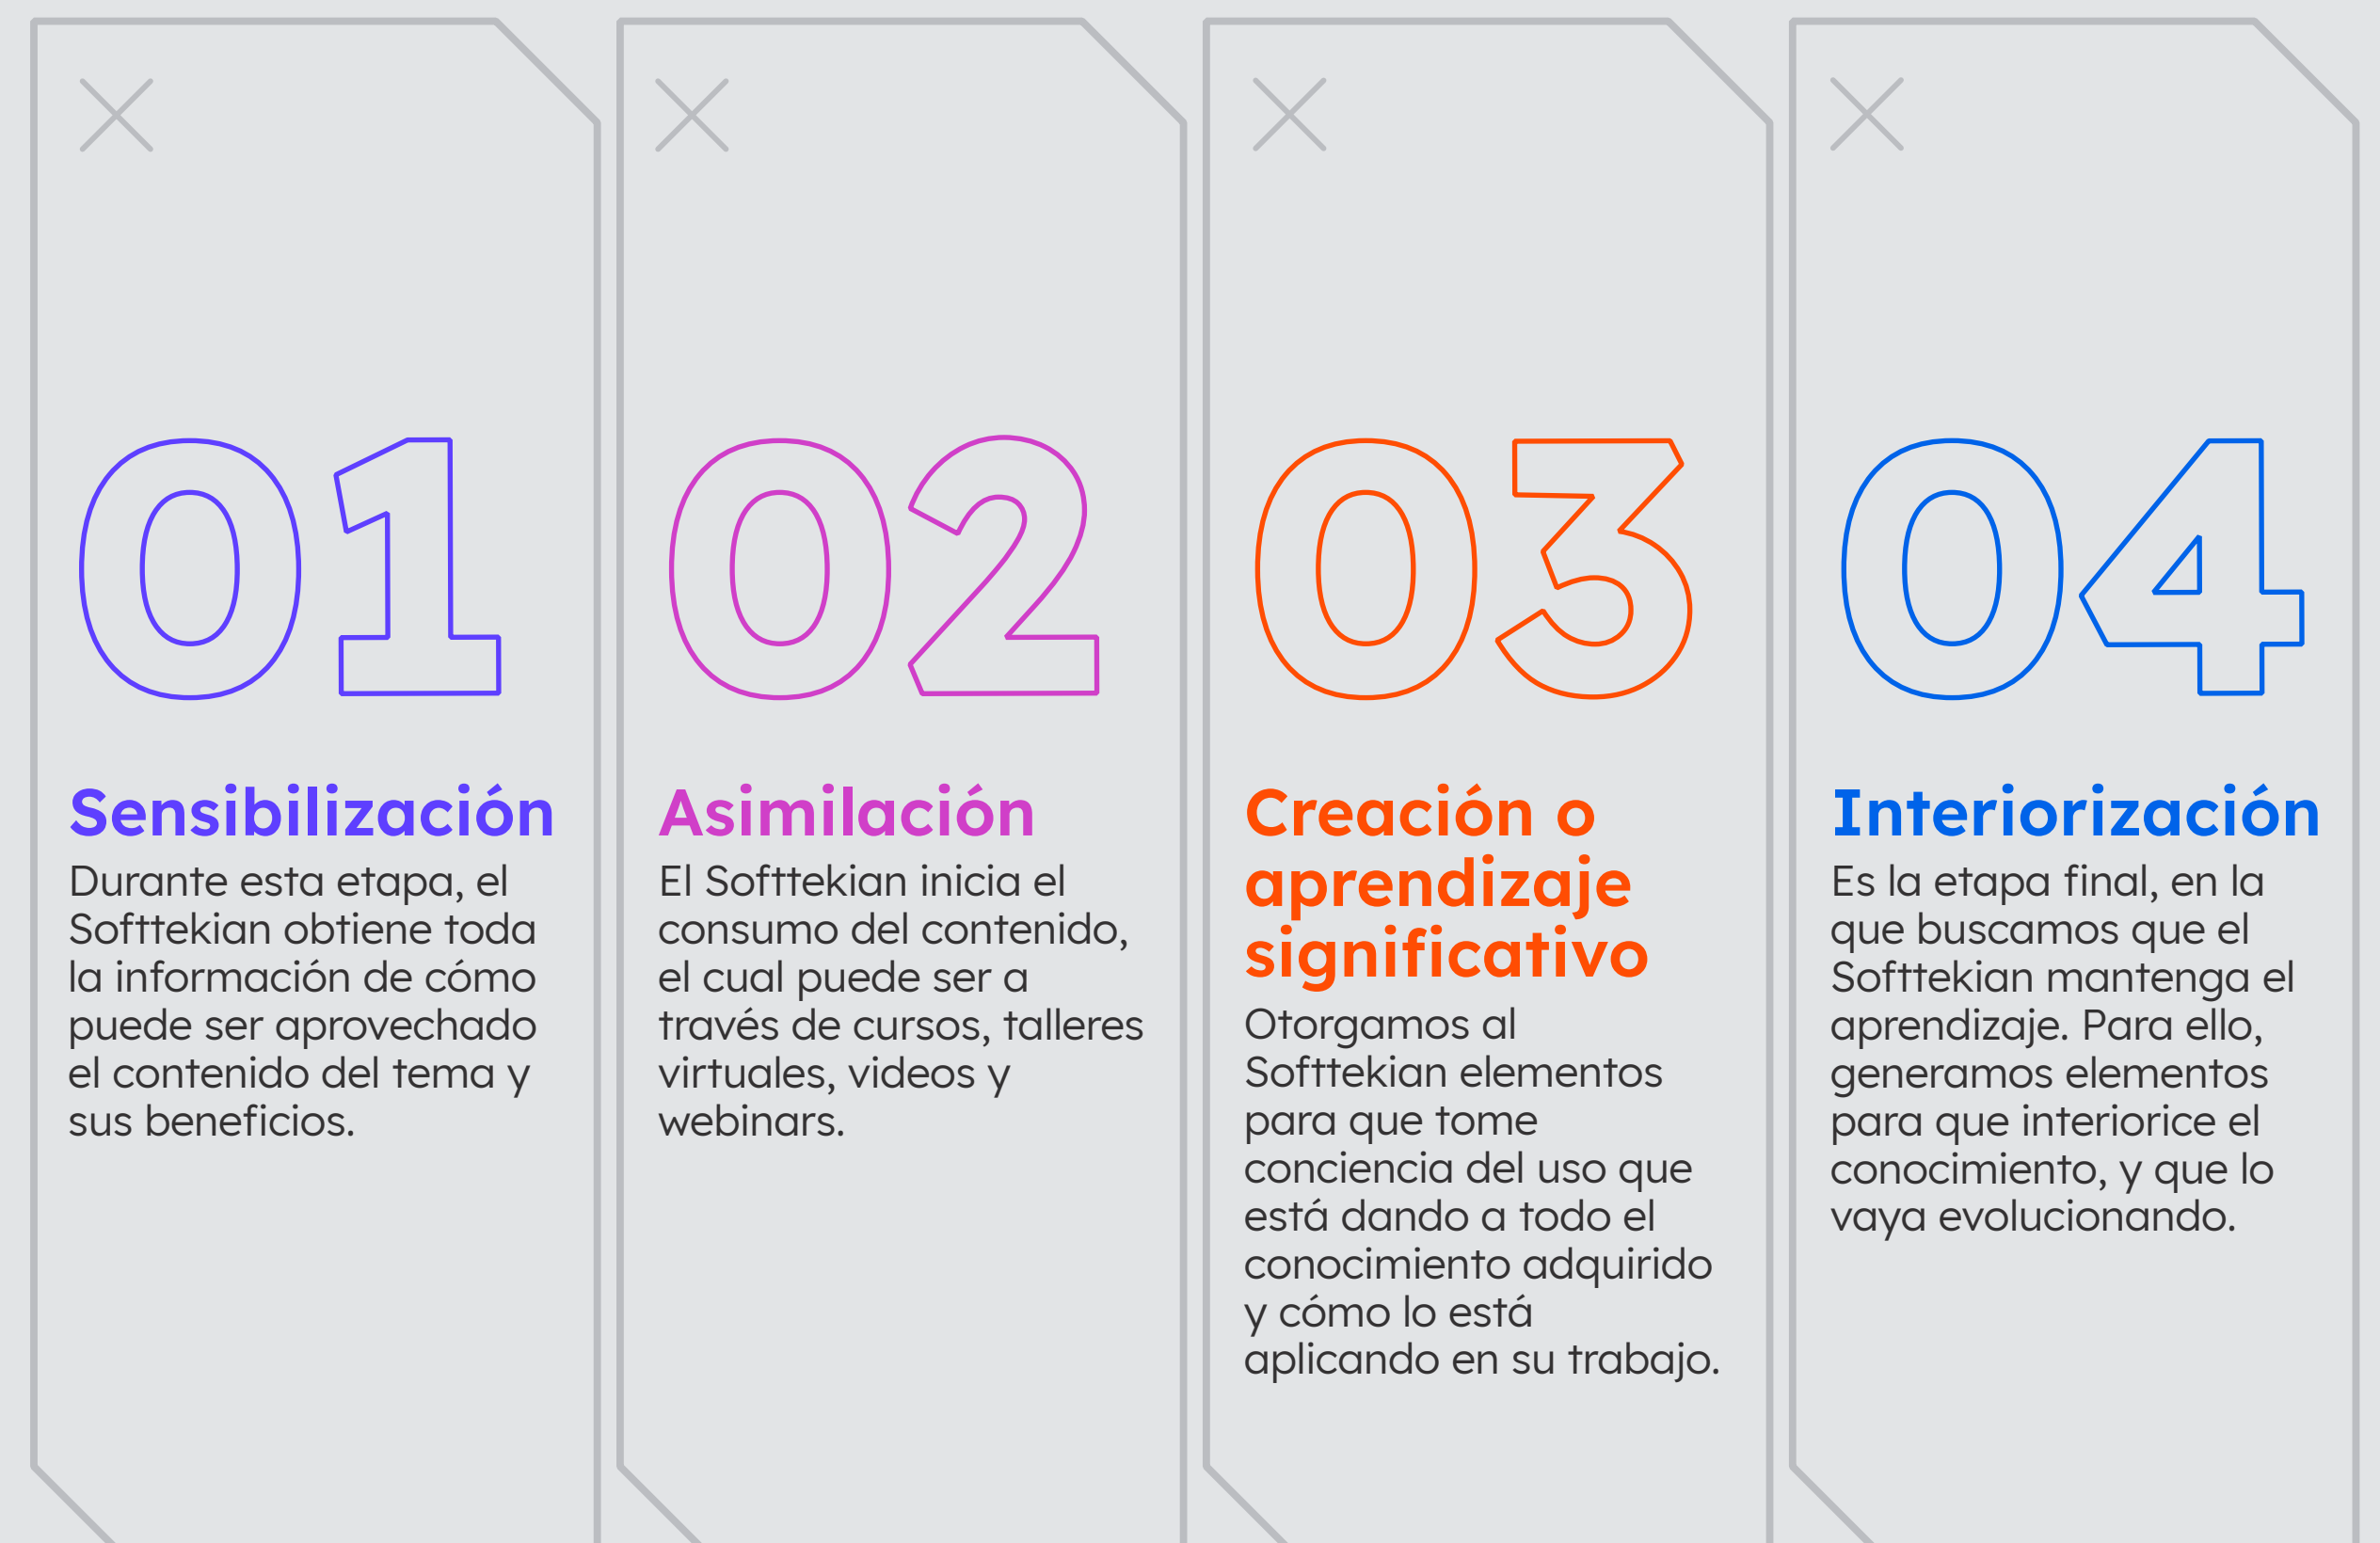 01
Sensibilización
Durante esta etapa, el
Softtekian obtiene toda
la información de cómo
puede ser aprovechado
el contenido del tema y
sus beneficios.
02
Asimilación
El Softtekian inicia el
consumo del contenido,
el cual puede ser a
través de cursos, talleres
virtuales, videos y
webinars.
03
Creación o
aprendizaje
significativo
Otorgamos al
Softtekian elementos
para que tome
conciencia del uso que
está dando a todo el
conocimiento adquirido
y cómo lo está
aplicando en su trabajo.
04
Interiorización
Es la etapa final, en la
que buscamos que el
Softtekian mantenga el
aprendizaje. Para ello,
generamos elementos
para que interiorice el
conocimiento, y que lo
vaya evolucionando.